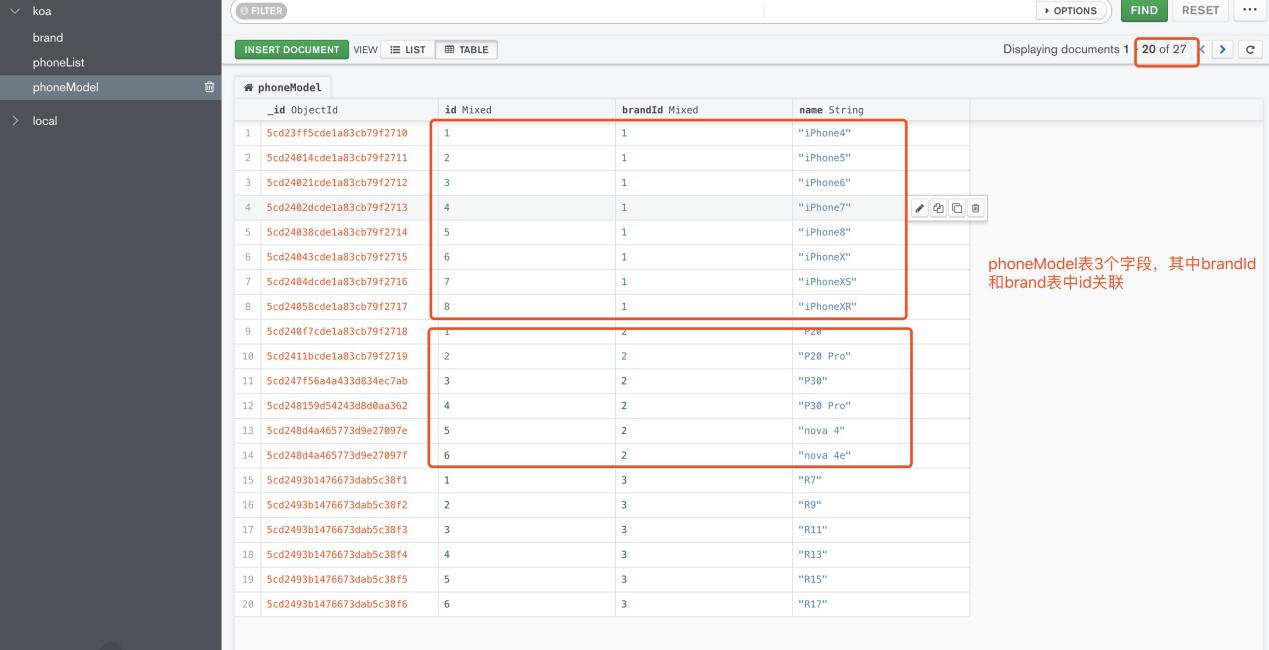 koa
FILTER
OPTIONS
FIND
RESET
brand
phoneList
phoneModel
local
INSERT DOCUMENT
VIEW
LIST
TABLE
Displaying documents 1 - 20 of 27
phoneModel
_id ObjectId id Mixed brandId Mixed name String
1 5cd23ff5cde1a83cb79f2710 1 1 "iPhone4"
2 5cd24014cde1a83cb79f2711 2 1 "iPhone5"
3 5cd24021cde1a83cb79f2712 3 1 "iPhone6"
4 5cd2402dcde1a83cb79f2713 4 1 "iPhone7"
5 5cd24038cde1a83cb79f2714 5 1 "iPhone8"
6 5cd24043cde1a83cb79f2715 6 1 "iPhoneX"
7 5cd2404dcde1a83cb79f2716 7 1 "iPhoneXS"
8 5cd24058cde1a83cb79f2717 8 1 "iPhoneXR"
9 5cd240f7cde1a83cb79f2718 1 2 "P20"
10 5cd2411bcde1a83cb79f2719 2 2 "P20 Pro"
11 5cd247f56a4a433d834ec7ab 3 2 "P30"
12 5cd248159d54243d8d0aa362 4 2 "P30 Pro"
13 5cd248d4a465773d9e27097e 5 2 "nova 4"
14 5cd248d4a465773d9e27097f 6 2 "nova 4e"
15 5cd2493b1476673dab5c38f1 1 3 "R7"
16 5cd2493b1476673dab5c38f2 2 3 "R9"
17 5cd2493b1476673dab5c38f3 3 3 "R11"
18 5cd2493b1476673dab5c38f4 4 3 "R13"
19 5cd2493b1476673dab5c38f5 5 3 "R15"
20 5cd2493b1476673dab5c38f6 6 3 "R17"
phoneModel表3个字段，其中brandId
和brand表中id关联